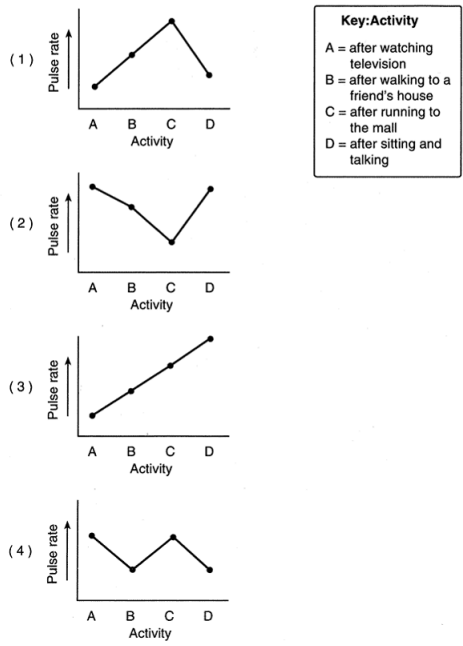 Key:Activity
A = after watching
television
B = after walking to a
friend's house
C = after running to
the mall
D = after sitting and
talking
(1)
Pulse rate
A B C D
Activity
(2)
Pulse rate
A B C D
Activity
(3)
Pulse rate
A B C D
Activity
(4)
Pulse rate
A B C D
Activity